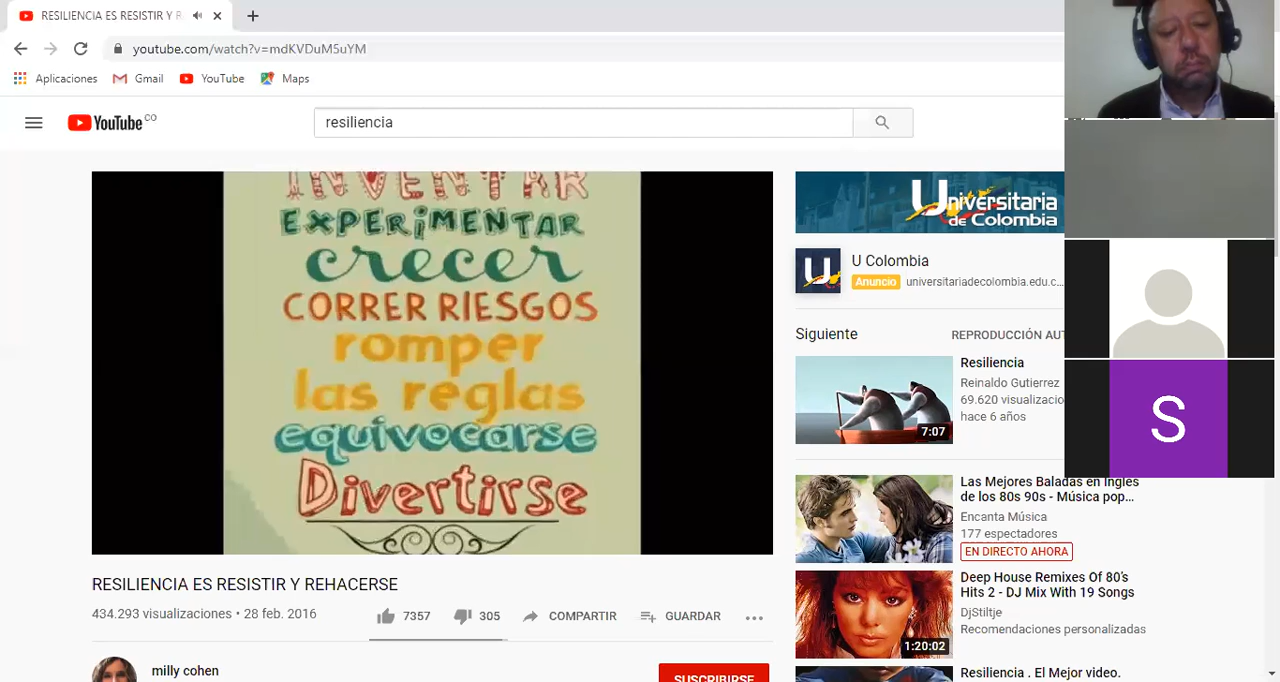 RESILIENCIA ES RESISTIR Y R
youtube.com/watch?v=mdKVDuM5uYM
Aplicaciones
Gmail
YouTube
Maps
YouTube CO
resiliencia
INVENTAR
EXPERIMENTAR
crecer
CORRER RIESGOS
romper
las reglas
equivocarse
Divertirse
RESILIENCIA ES RESISTIR Y REHACERSE
434.293 visualizaciones • 28 feb. 2016
7357
305
COMPARTIR
GUARDAR
milly cohen
SUSCRIBIRSE
Universitaria
de Colombia
U
U Colombia
Anuncio universitariadecolombia.edu.c...
Siguiente
REPRODUCCIÓN AUT
7:07
Resiliencia
Reinaldo Gutierrez
69.620 visualizacio
hace 6 años
Las Mejores Baladas en Ingles
de los 80s 90s - Música pop...
Encanta Música
177 espectadores
EN DIRECTO AHORA
1:20:02
Deep House Remixes Of 80's
Hits 2 - DJ Mix With 19 Songs
DjStiltje
Recomendaciones personalizadas
Resiliencia . El Mejor video.
S